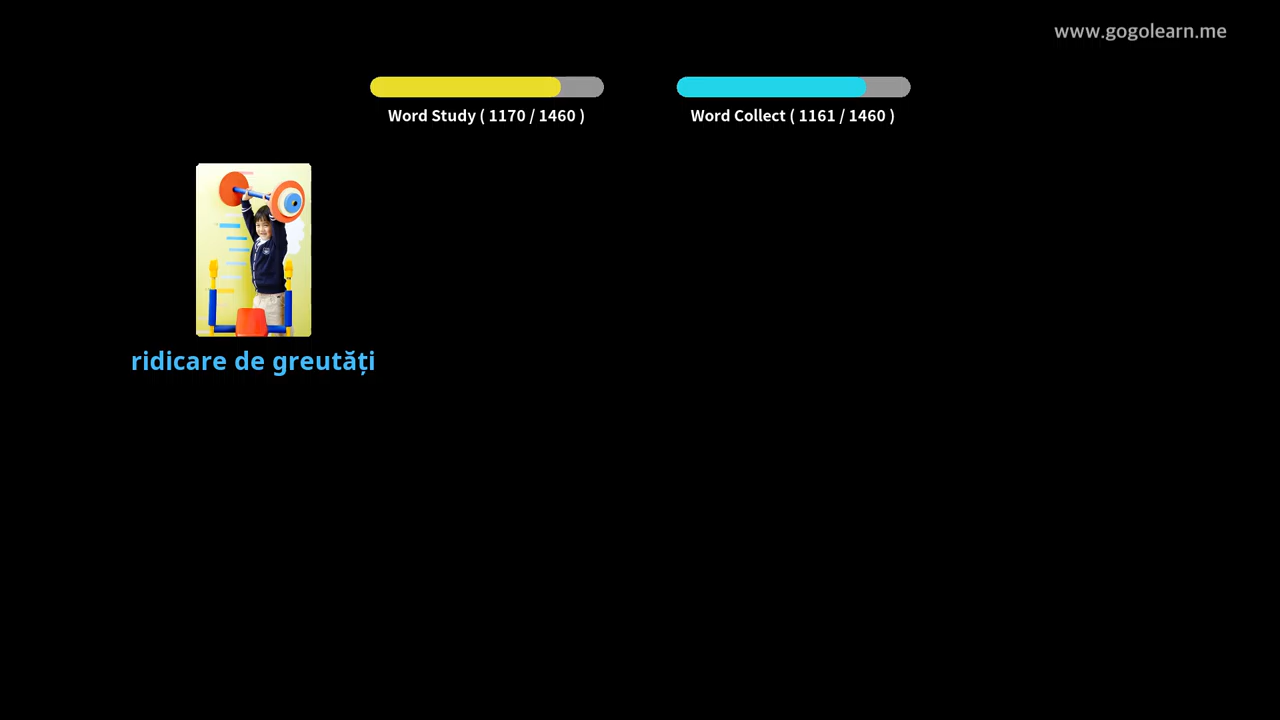 www.gogolearn.me
Word Study ( 1170 / 1460 )
Word Collect ( 1161 / 1460 )
ridicare de greutăți